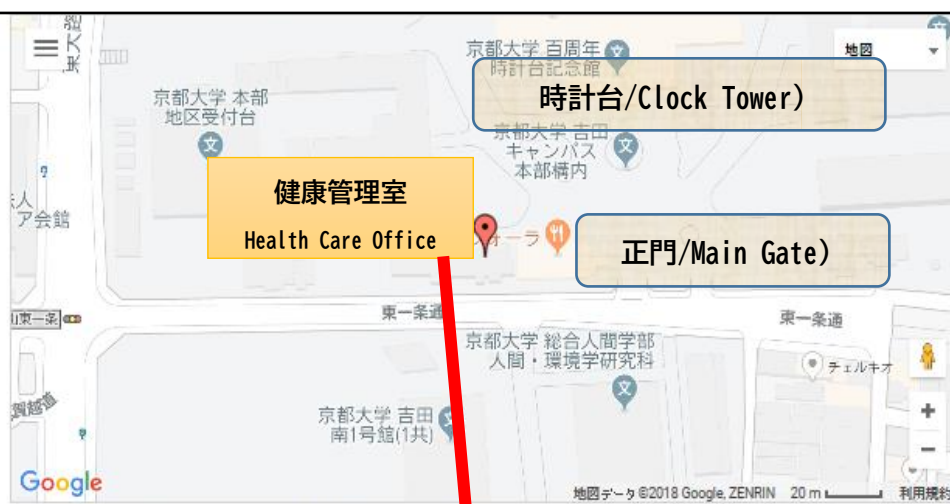 東大路
京都大学 百周年
時計台記念館
地図
時計台/Clock Tower)
京都大学 本部
地区受付台
京都大学 吉田
キャンパス
本部構内
健康管理室
Health Care Office
ォーラ
正門/Main Gate)
人
ア会館
東一条
東一条通
東一条通
京都大学 総合人間学部
人間・環境学研究科
チェルキオ
京都大学 吉田
南1号館(1共)
Google
地図データ ©2018 Google, ZENRIN
20 m
利用規約